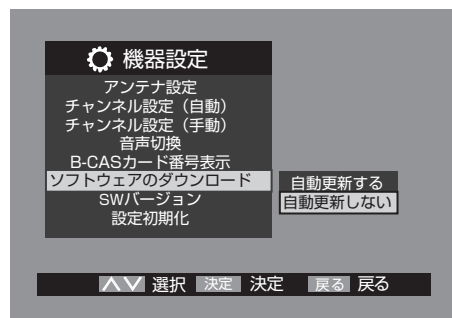 機器設定
アンテナ設定
チャンネル設定（自動）
チャンネル設定（手動）
音声切換
B-CASカード番号表示
ソフトウェアのダウンロード
自動更新する
SWバージョン
自動更新しない
設定初期化
選択 決定 決定 戻る 戻る